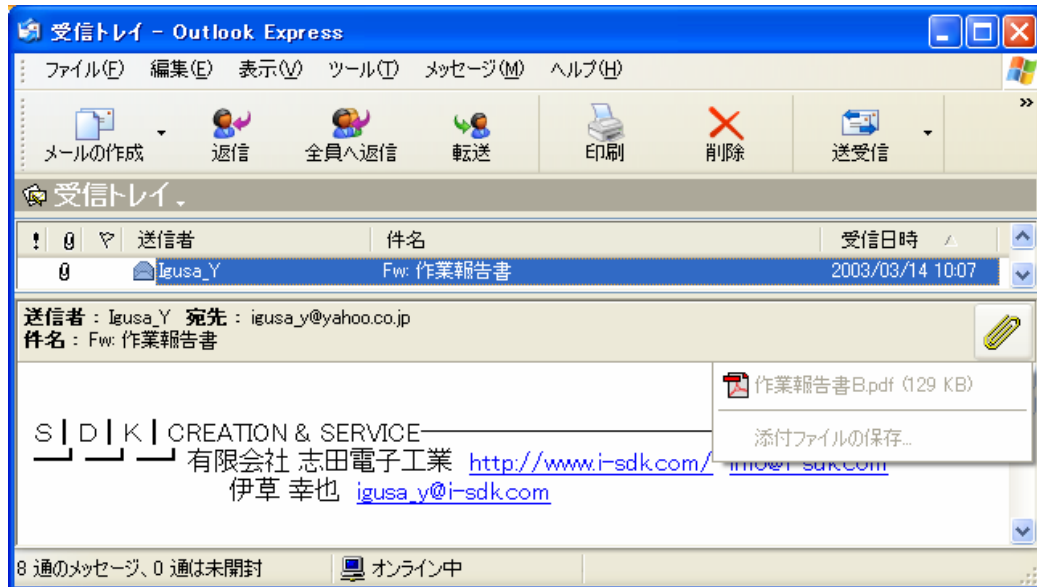 受信トレイ - Outlook Express
ファイル(F) 編集(E) 表示(V) ツール(T) メッセージ(M) ヘルプ(H)
メールの作成 返信 全員へ返信 転送 印刷 削除 送受信 »
受信トレイ
! 送信者 件名 受信日時
Igusa_Y Fw: 作業報告書 2003/03/14 10:07
送信者: Igusa_Y 宛先: igusa_y@yahoo.co.jp
件名: Fw: 作業報告書
作業報告書B.pdf (129 KB)
添付ファイルの保存...
S┃D┃K┃CREATION & SERVICE
有限会社 志田電子工業 http://www.i-sdk.com/ info@i-sdk.com
伊草 幸也 igusa_y@i-sdk.com
8 通のメッセージ、0 通は未開封 オンライン中